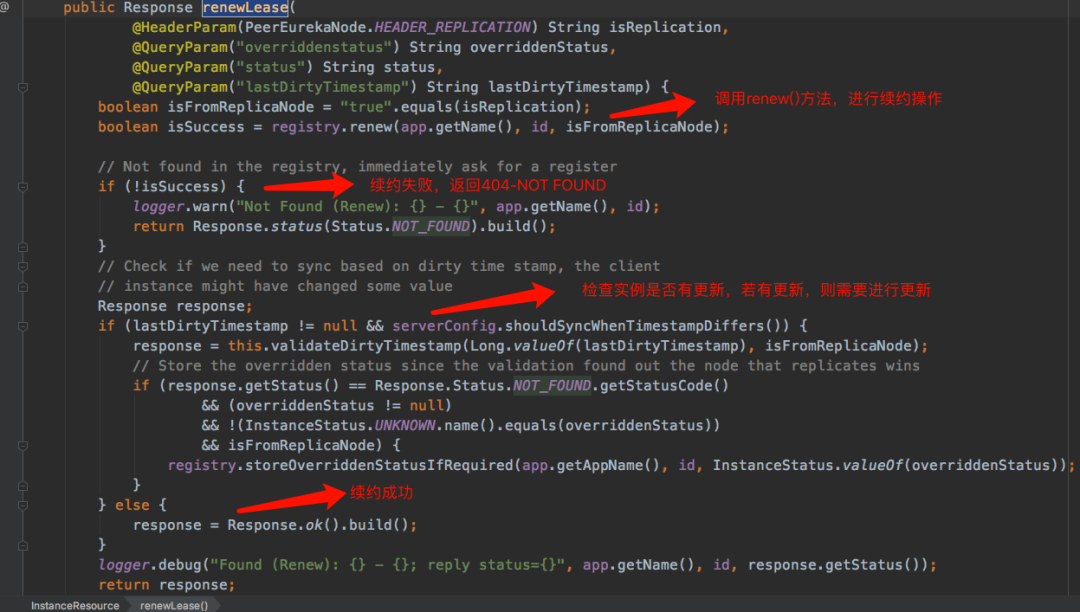 @
public Response renewLease(
@HeaderParam(PeerEurekaNode.HEADER_REPLICATION) String isReplication,
@QueryParam("overriddenstatus") String overriddenStatus,
@QueryParam("status") String status,
@QueryParam("lastDirtyTimestamp") String lastDirtyTimestamp) {
boolean isFromReplicaNode = "true".equals(isReplication);
调用renew()方法，进行续约操作
boolean isSuccess = registry.renew(app.getName(), id, isFromReplicaNode);
// Not found in the registry, immediately ask for a register
if (!isSuccess) {
续约失败，返回404-NOT FOUND
logger.warn("Not Found (Renew): {} - {}", app.getName(), id);
return Response.status(Status.NOT_FOUND).build();
}
// Check if we need to sync based on dirty time stamp, the client
// instance might have changed some value
检查实例是否有更新，若有更新，则需要进行更新
Response response;
if (lastDirtyTimestamp != null && serverConfig.shouldSyncWhenTimestampDiffers()) {
response = this.validateDirtyTimestamp(Long.valueOf(lastDirtyTimestamp), isFromReplicaNode);
// Store the overridden status since the validation found out the node that replicates wins
if (response.getStatus() == Response.Status.NOT_FOUND.getStatusCode()
&& (overriddenStatus != null)
&& !(InstanceStatus.UNKNOWN.name().equals(overriddenStatus))
&& isFromReplicaNode) {
registry.storeOverriddenStatusIfRequired(app.getAppName(), id, InstanceStatus.valueOf(overriddenStatus));
}
续约成功
} else {
response = Response.ok().build();
}
logger.debug("Found (Renew): {} - {}; reply status={}", app.getName(), id, response.getStatus());
return response;
InstanceResource renewLease()